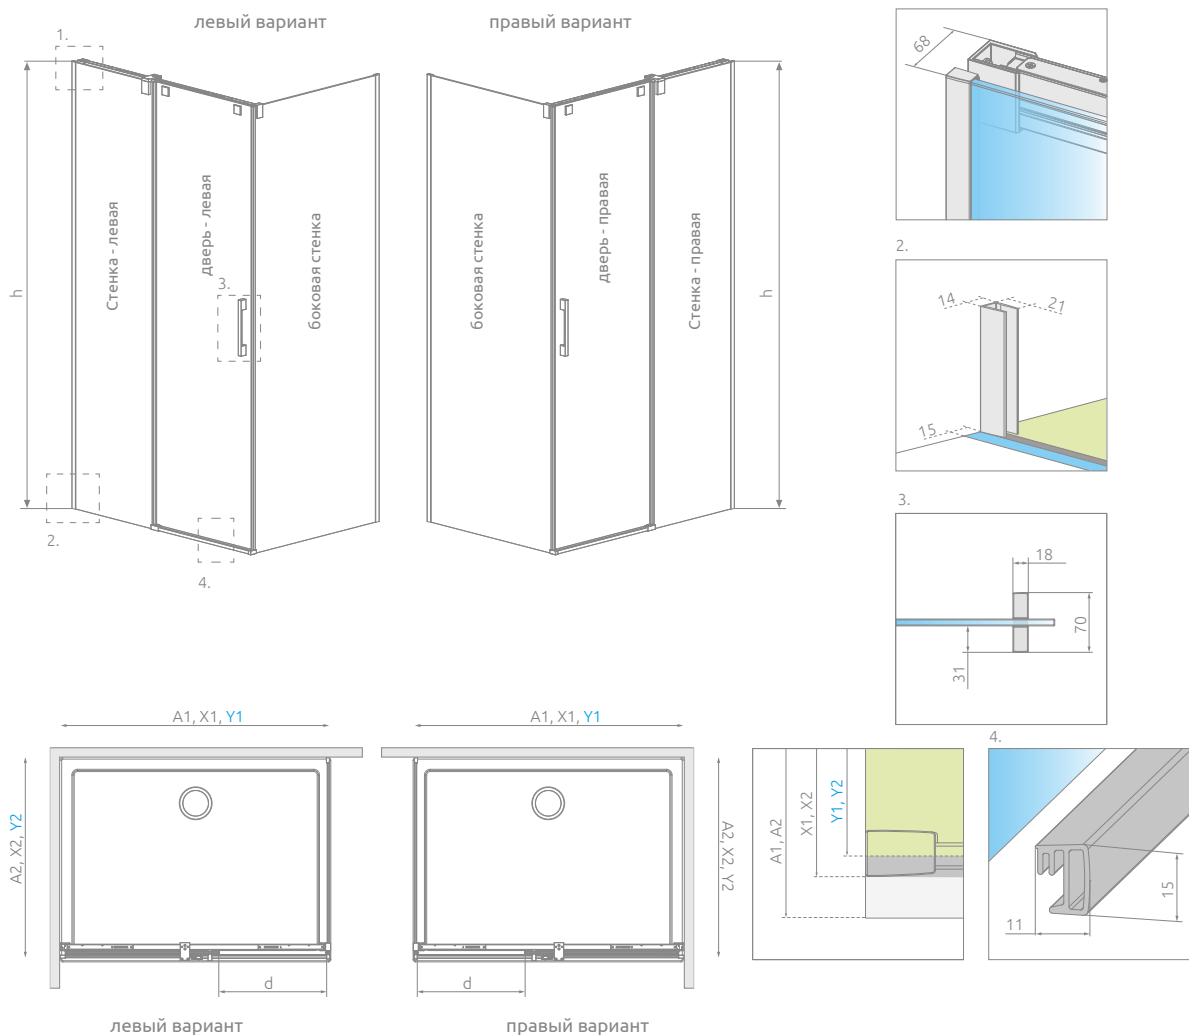 левый вариант
правый вариант
1.
68
h
Стенка - левая
дверь - левая
боковая стенка
3.
2.
4.
боковая стенка
дверь - правая
Стенка - правая
h
2.
14
21
15
3.
18
70
31
A1, X1, Y1
A2, X2, Y2
d
левый вариант
A1, X1, Y1
A2, X2, Y2
d
правый вариант
A1, A2
X1, X2
Y1, Y2
4.
15
11